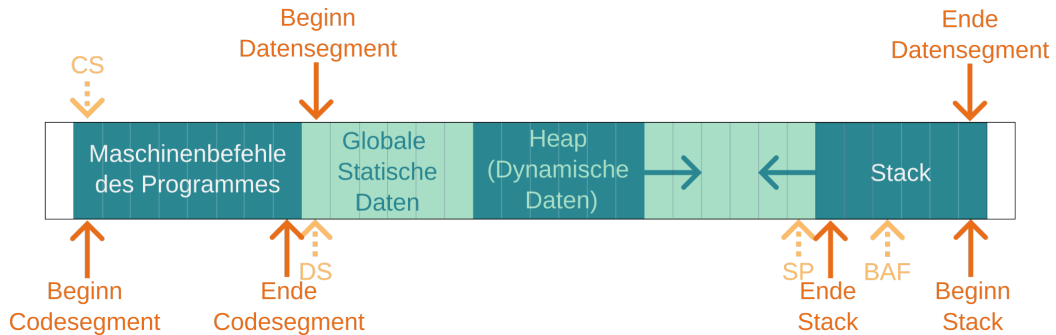 Beginn
Datensegment
Ende
Datensegment
CS
Maschinenbefehle
des Programmes
Globale
Statische
Daten
Heap
(Dynamische
Daten)
Stack
DS
SP
BAF
Beginn
Codesegment
Ende
Codesegment
Ende
Stack
Beginn
Stack